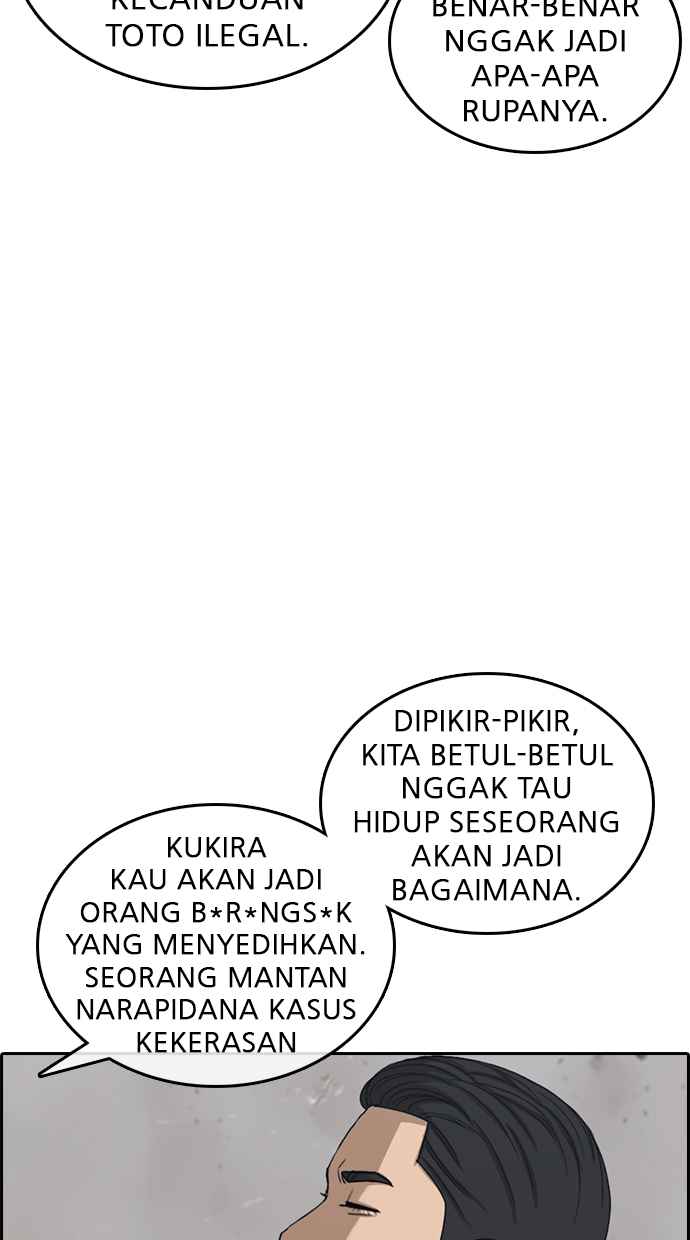 KECANDUAN
TOTO ILEGAL.
BENAR-BENAR
NGGAK JADI
APA-APA
RUPANYA.
DIPIKIR-PIKIR,
KITA BETUL-BETUL
NGGAK TAU
HIDUP SESEORANG
AKAN JADI
BAGAIMANA.
KUKIRA
KAU AKAN JADI
ORANG B*R*NGS*K
YANG MENYEDIHKAN.
SEORANG MANTAN
NARAPIDANA KASUS
KEKERASAN